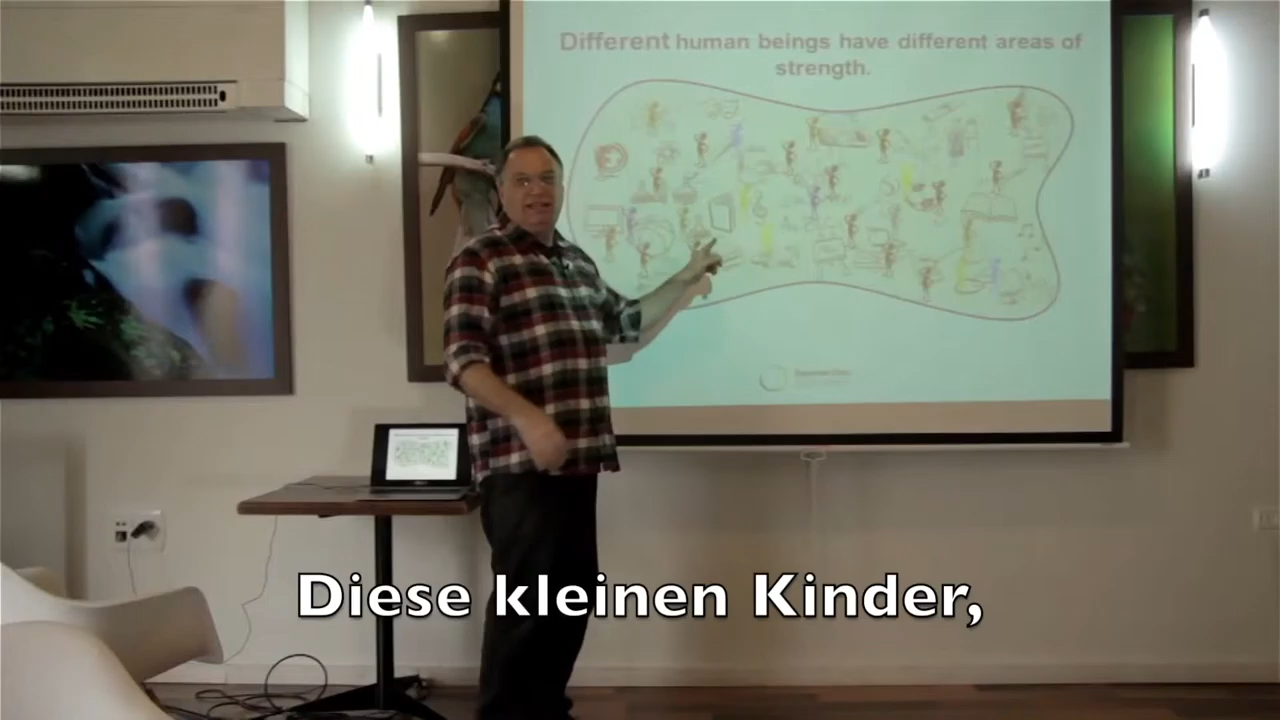 Different human beings have different areas of
strength.
Diese kleinen Kinder,